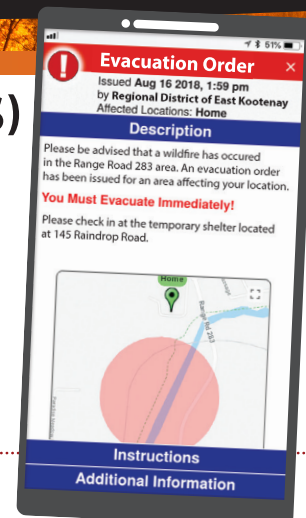 S)
61%
Evacuation Order
Issued Aug 16 2018, 1:59 pm
by Regional District of East Kootenay
Affected Locations: Home
Description
Please be advised that a wildfire has occured
in the Range Road 283 area. An evacuation order
has been issued for an area affecting your location.
You Must Evacuate Immediately!
Please check in at the temporary shelter located
at 145 Raindrop Road.
Home
Range Rd 283
Instructions
Additional Information